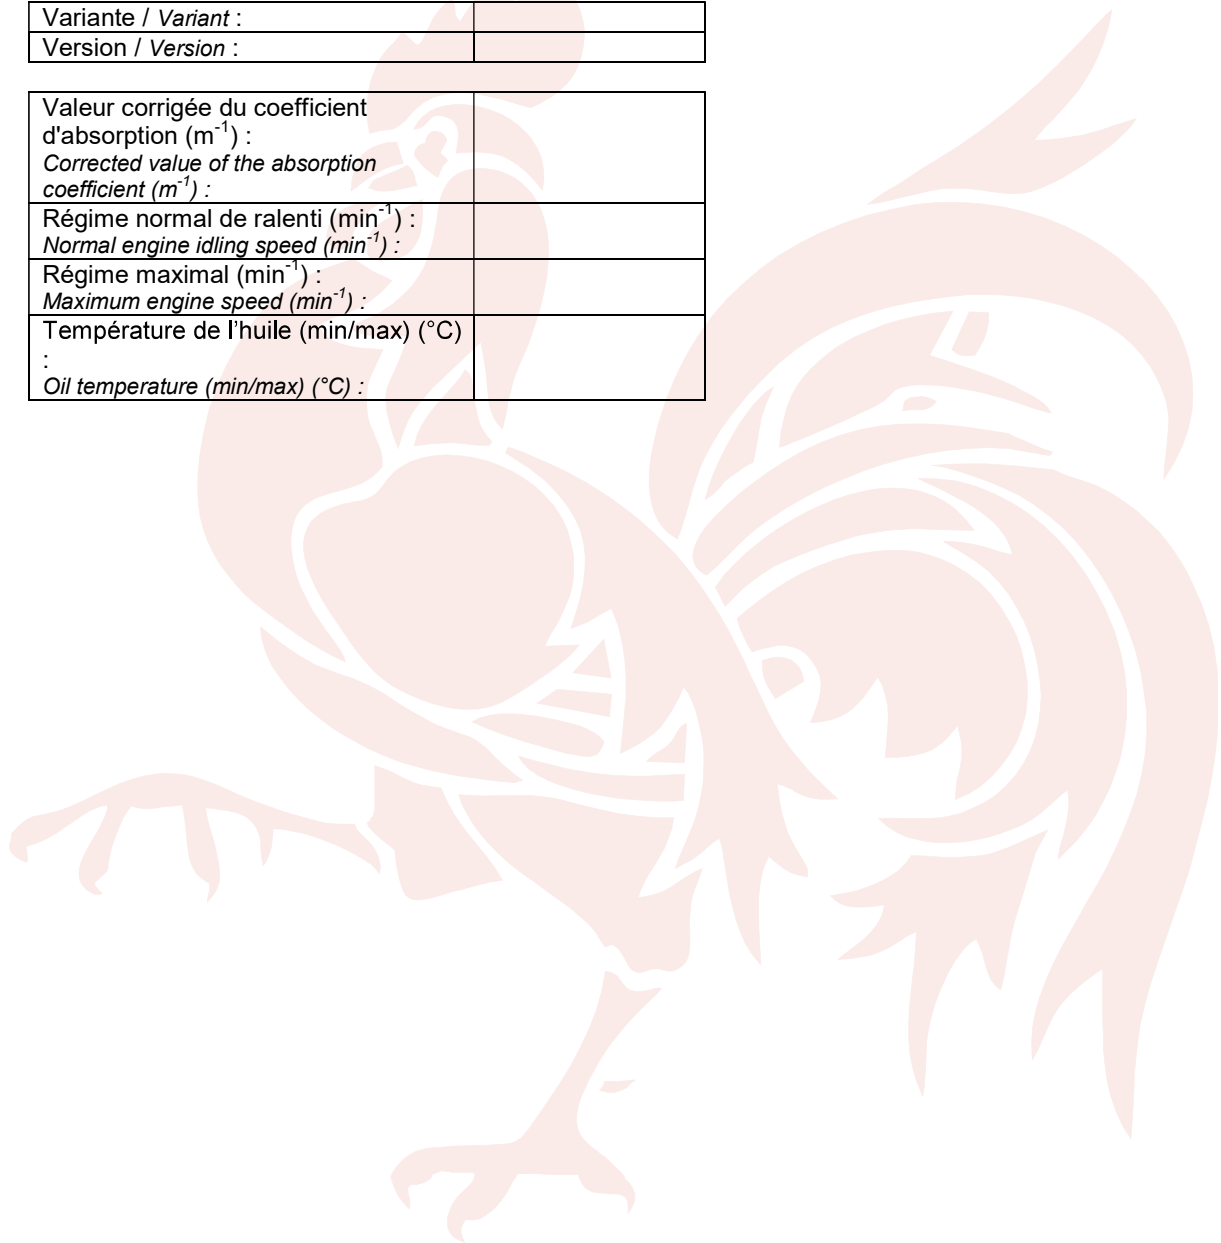 Variante / Variant :
Version / Version :
Valeur corrigée du coefficient
d'absorption (m⁻¹) :
Corrected value of the absorption
coefficient (m⁻¹) :
Régime normal de ralenti (min⁻¹) :
Normal engine idling speed (min⁻¹) :
Régime maximal (min⁻¹) :
Maximum engine speed (min⁻¹) :
Température de l’huile (min/max) (°C)
:
Oil temperature (min/max) (°C) :